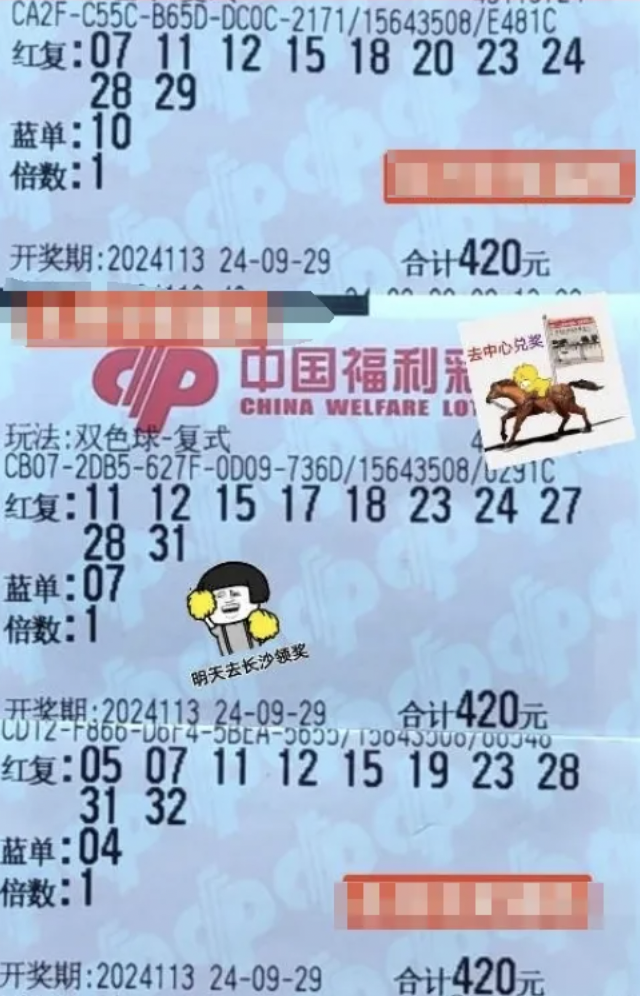 CA2F-C55C-B65D-DC0C-2171/15643508/E481C
红复:07 11 12 15 18 20 23 24
28 29
蓝单:10
倍数:1
开奖期:2024113 24-09-29 合计420元
中国福利彩
CHINA WELFARE LOT
去中心兑奖
玩法:双色球-复式
CB07-2DB5-627F-0D09-736D/15643508/0291C
红复:11 12 15 17 18 23 24 27
28 31
蓝单:07
倍数:1
明天去长沙领奖
开奖期:2024113 24-09-29 合计420元
红复:05 07 11 12 15 19 23 28
31 32
蓝单:04
倍数:1
开奖期:2024113 24-09-29 合计420元